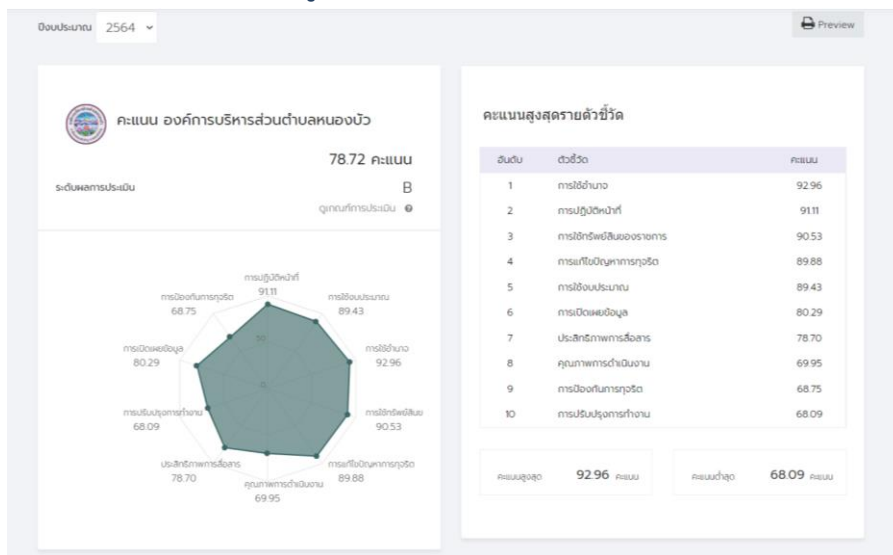 ปีงบประมาณ 2564
Preview
คะแนน องค์การบริหารส่วนตำบลหนองบัว
78.72 คะแนน
ระดับผลการประเมิน B
ดูเกณฑ์การประเมิน
การปฏิบัติหน้าที่
91.11
การใช้งบประมาณ
89.43
การใช้อำนาจ
92.96
การใช้ทรัพย์สินข
90.53
การแก้ไขปัญหาการทุจริต
89.88
คุณภาพการดำเนินงาน
69.95
ประสิทธิภาพการสื่อสาร
78.70
การปรับปรุงการทำงาน
68.09
การเปิดเผยข้อมูล
80.29
การป้องกันการทุจริต
68.75
50
0
คะแนนสูงสุดรายตัวชี้วัด
อันดับ ตัวชี้วัด คะแนน
1 การใช้อำนาจ 92.96
2 การปฏิบัติหน้าที่ 91.11
3 การใช้ทรัพย์สินของราชการ 90.53
4 การแก้ไขปัญหาการทุจริต 89.88
5 การใช้งบประมาณ 89.43
6 การเปิดเผยข้อมูล 80.29
7 ประสิทธิภาพการสื่อสาร 78.70
8 คุณภาพการดำเนินงาน 69.95
9 การป้องกันการทุจริต 68.75
10 การปรับปรุงการทำงาน 68.09
คะแนนสูงสุด 92.96 คะแนน
คะแนนต่ำสุด 68.09 คะแนน